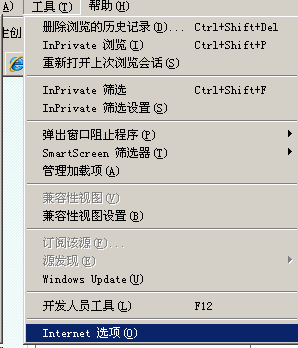 A) 工具(T) 帮助(H)
删除浏览的历史记录(D)... Ctrl+Shift+Del
InPrivate 浏览(I) Ctrl+Shift+P
重新打开上次浏览会话(S)
InPrivate 筛选 Ctrl+Shift+F
InPrivate 筛选设置(S)
弹出窗口阻止程序(P)
SmartScreen 筛选器(T)
管理加载项(A)
兼容性视图(V)
兼容性视图设置(B)
订阅该源(F)...
源发现(E)
Windows Update(U)
开发人员工具(L) F12
Internet 选项(O)